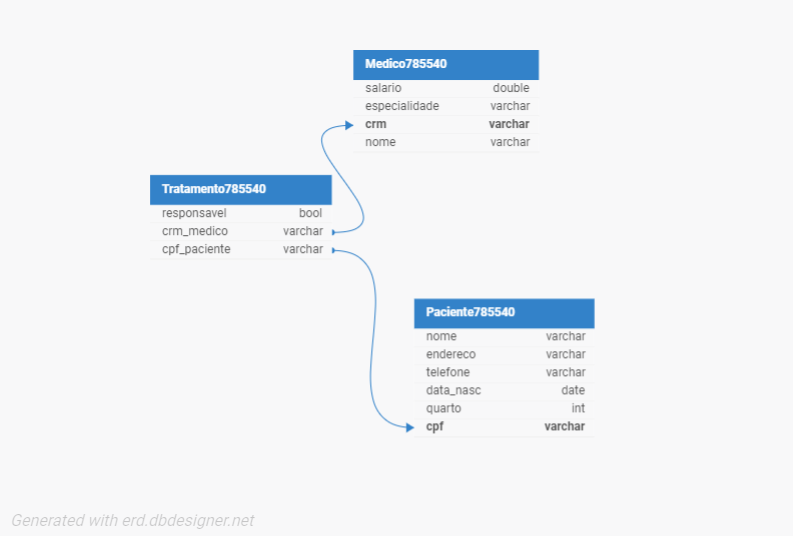 Medico785540
salario double
especialidade varchar
crm varchar
nome varchar
Tratamento785540
responsavel bool
crm_medico varchar
cpf_paciente varchar
Paciente785540
nome varchar
endereco varchar
telefone varchar
data_nasc date
quarto int
cpf varchar
Generated with erd.dbdesigner.net